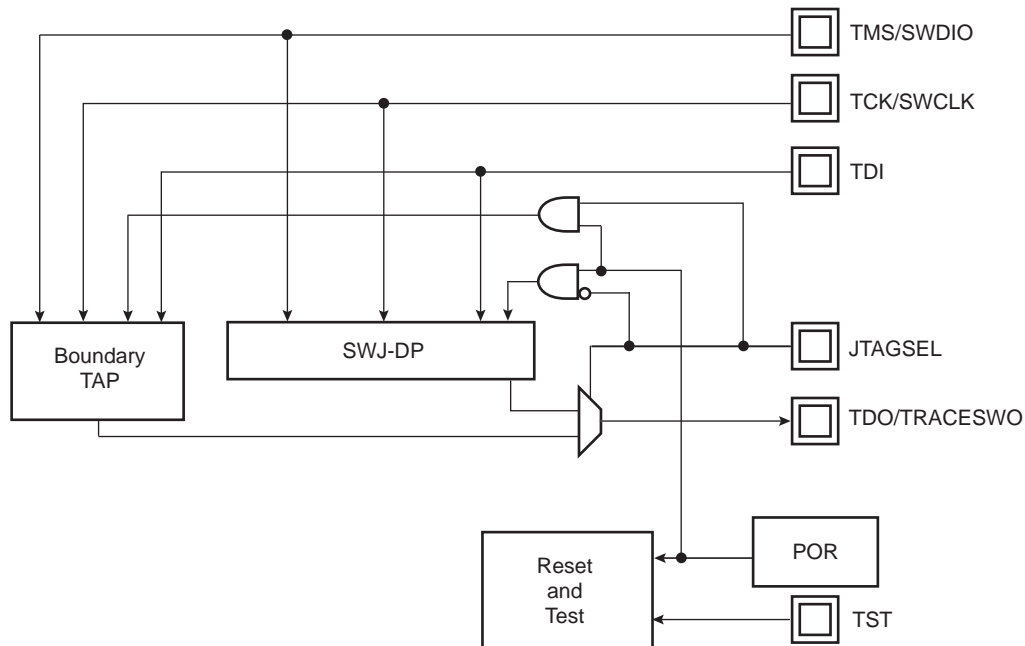 TMS/SWDIO
TCK/SWCLK
TDI
Boundary
TAP
SWJ-DP
JTAGSEL
TDO/TRACESWO
Reset
and
Test
POR
TST